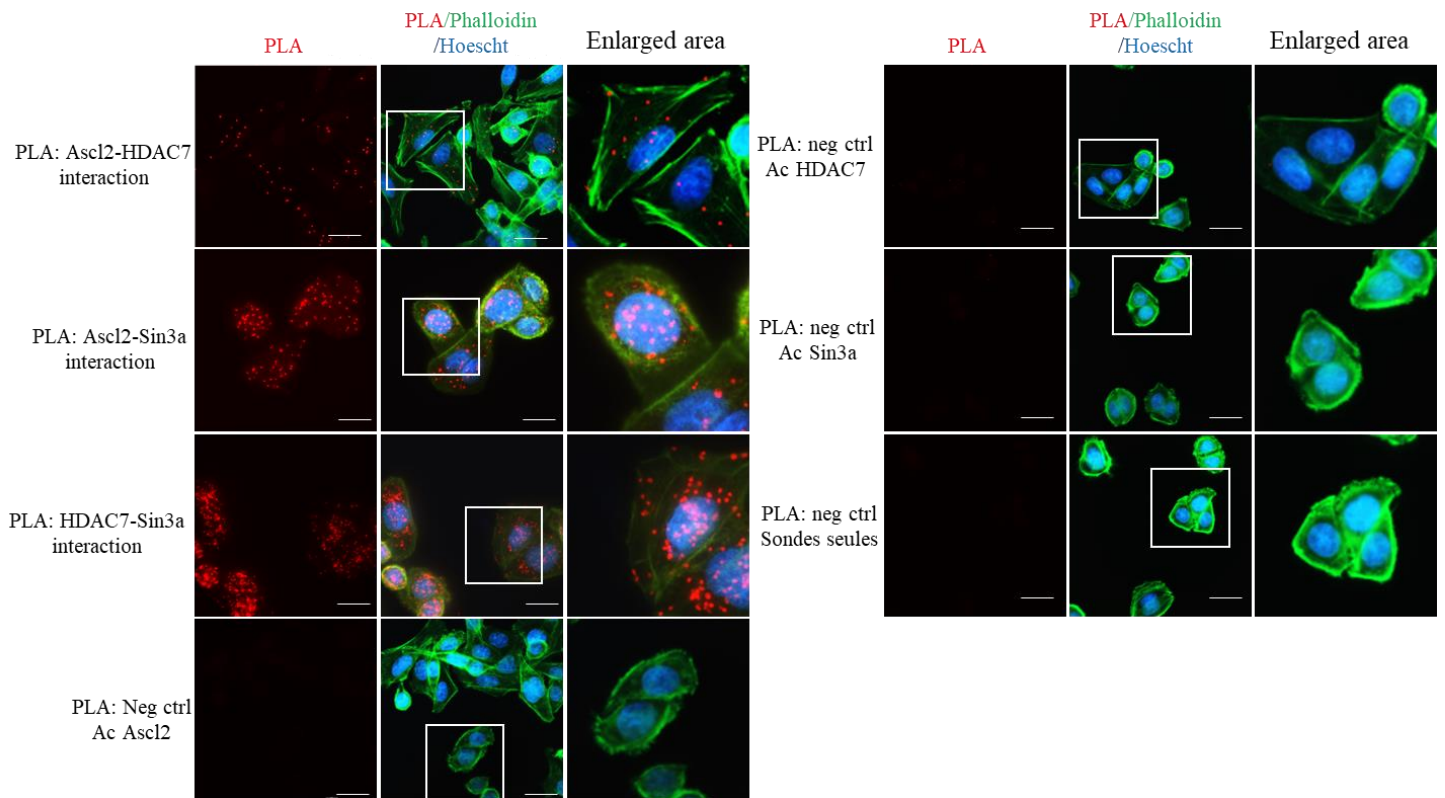 PLA
PLA/Phalloidin
/Hoescht
Enlarged area
PLA: Ascl2-HDAC7
interaction
PLA: Ascl2-Sin3a
interaction
PLA: HDAC7-Sin3a
interaction
PLA: Neg ctrl
Ac Ascl2
PLA
PLA/Phalloidin
/Hoescht
Enlarged area
PLA: neg ctrl
Ac HDAC7
PLA: neg ctrl
Ac Sin3a
PLA: neg ctrl
Sondes seules